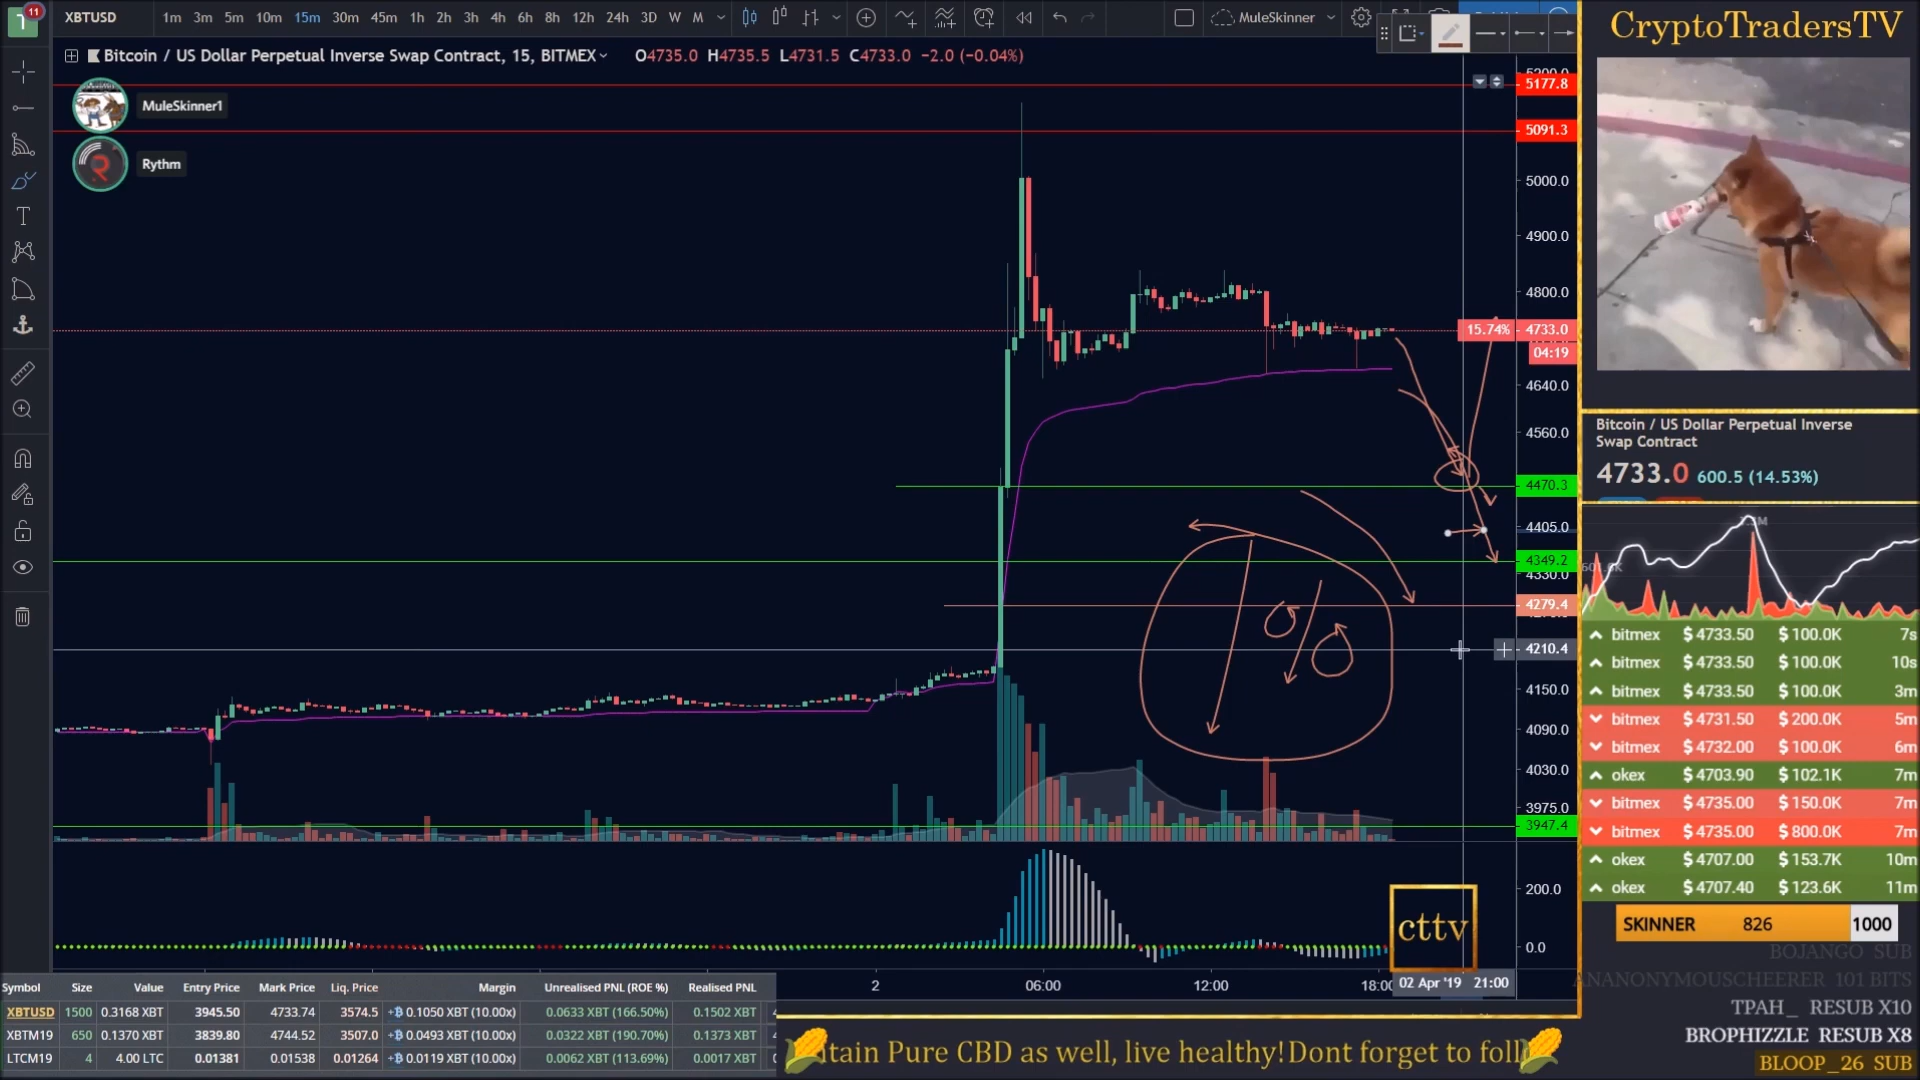 11
XBTUSD 1m 3m 5m 10m 15m 30m 45m 1h 2h 3h 4h 6h 8h 12h 24h 3D W M MuleSkinner
Bitcoin / US Dollar Perpetual Inverse Swap Contract, 15, BITMEX O4735.0 H4735.5 L4731.5 C4733.0 −2.0 (−0.04%)
MuleSkinner1
Rythm
5177.8
5091.3
5000.0
4900.0
4800.0
15.74% 4733.0
04:19
4640.0
4560.0
4470.3
4405.0
4349.2
4330.0
4279.4
4210.4
4150.0
4090.0
4030.0
3975.0
3947.4
200.0
0.0
cttv
2 06:00 12:00 18:00 02 Apr '19 21:00
Symbol Size Value Entry Price Mark Price Liq. Price Margin Unrealised PNL (ROE %) Realised PNL
XBTUSD 1500 0.3168 XBT 3945.50 4733.74 3574.5 0.1050 XBT (10.00x) 0.0633 XBT (166.50%) 0.1502 XBT
XBTM19 650 0.1370 XBT 3839.80 4744.52 3507.0 0.0493 XBT (10.00x) 0.0322 XBT (190.70%) 0.1373 XBT
LTCM19 4 4.00 LTC 0.01381 0.01538 0.01264 0.0119 XBT (10.00x) 0.0062 XBT (113.69%) 0.0017 XBT
tain Pure CBD as well, live healthy!Dont forget to foll
CryptoTradersTV
Bitcoin / US Dollar Perpetual Inverse
Swap Contract
4733.0 600.5 (14.53%)
bitmex $ 4733.50 $ 100.0K 7s
bitmex $ 4733.50 $ 100.0K 10s
bitmex $ 4733.50 $ 100.0K 3m
bitmex $ 4731.50 $ 200.0K 5m
bitmex $ 4732.00 $ 100.0K 6m
okex $ 4703.90 $ 102.1K 7m
bitmex $ 4735.00 $ 150.0K 7m
bitmex $ 4735.00 $ 800.0K 7m
okex $ 4707.00 $ 153.7K 10m
okex $ 4707.40 $ 123.6K 11m
SKINNER 826 1000
BOJANGO SUB
ANANONYMOUSCHEERER 101 BITS
TPAH_ RESUB X10
BROPHIZZLE RESUB X8
BLOOP_26 SUB